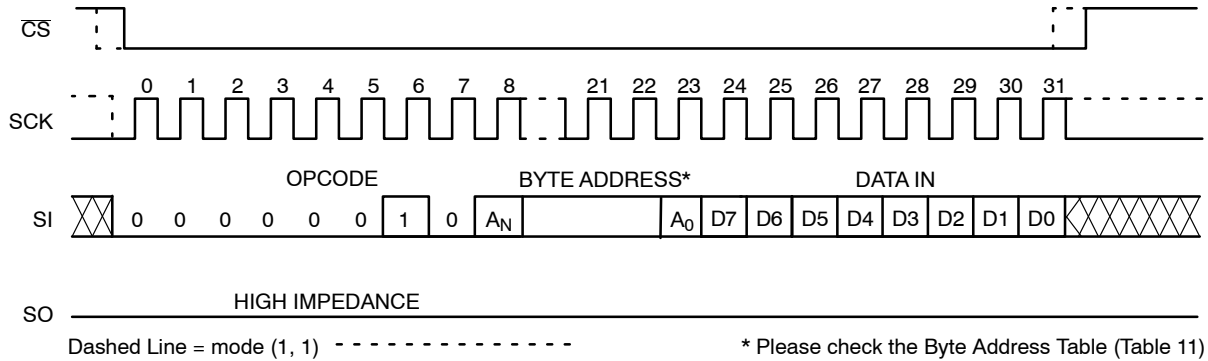 CS
0 1 2 3 4 5 6 7 8 21 22 23 24 25 26 27 28 29 30 31
SCK
OPCODE BYTE ADDRESS* DATA IN
SI 0 0 0 0 0 0 1 0 AN A0 D7 D6 D5 D4 D3 D2 D1 D0
HIGH IMPEDANCE
SO
Dashed Line = mode (1, 1) * Please check the Byte Address Table (Table 11)